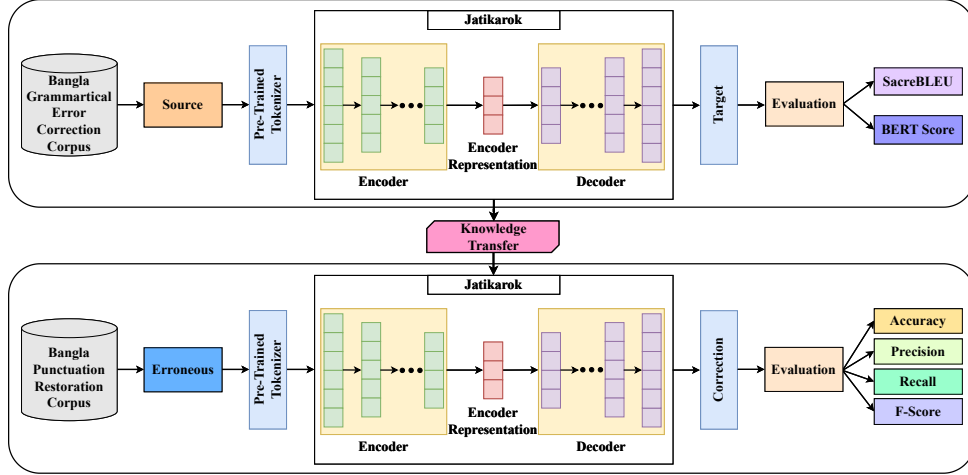 Jatikarok
Bangla
Grammartical
Error
Correction
Corpus
Source
Pre-Trained
Tokenizer
Encoder
Encoder
Representation
Decoder
Target
Evaluation
SacreBLEU
BERT Score
Knowledge
Transfer
Jatikarok
Bangla
Punctuation
Restoration
Corpus
Erroneous
Pre-Trained
Tokenizer
Encoder
Encoder
Representation
Decoder
Correction
Evaluation
Accuracy
Precision
Recall
F-Score